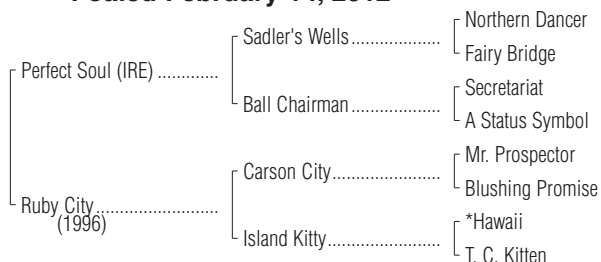 Foaled February 14, 2012
Northern Dancer
Sadler's Wells....................
Fairy Bridge
Perfect Soul (IRE) .............
Secretariat
Ball Chairman....................
A Status Symbol
Mr. Prospector
Carson City........................
Blushing Promise
Ruby City..........................
(1996)
*Hawaii
Island Kitty........................
T. C. Kitten